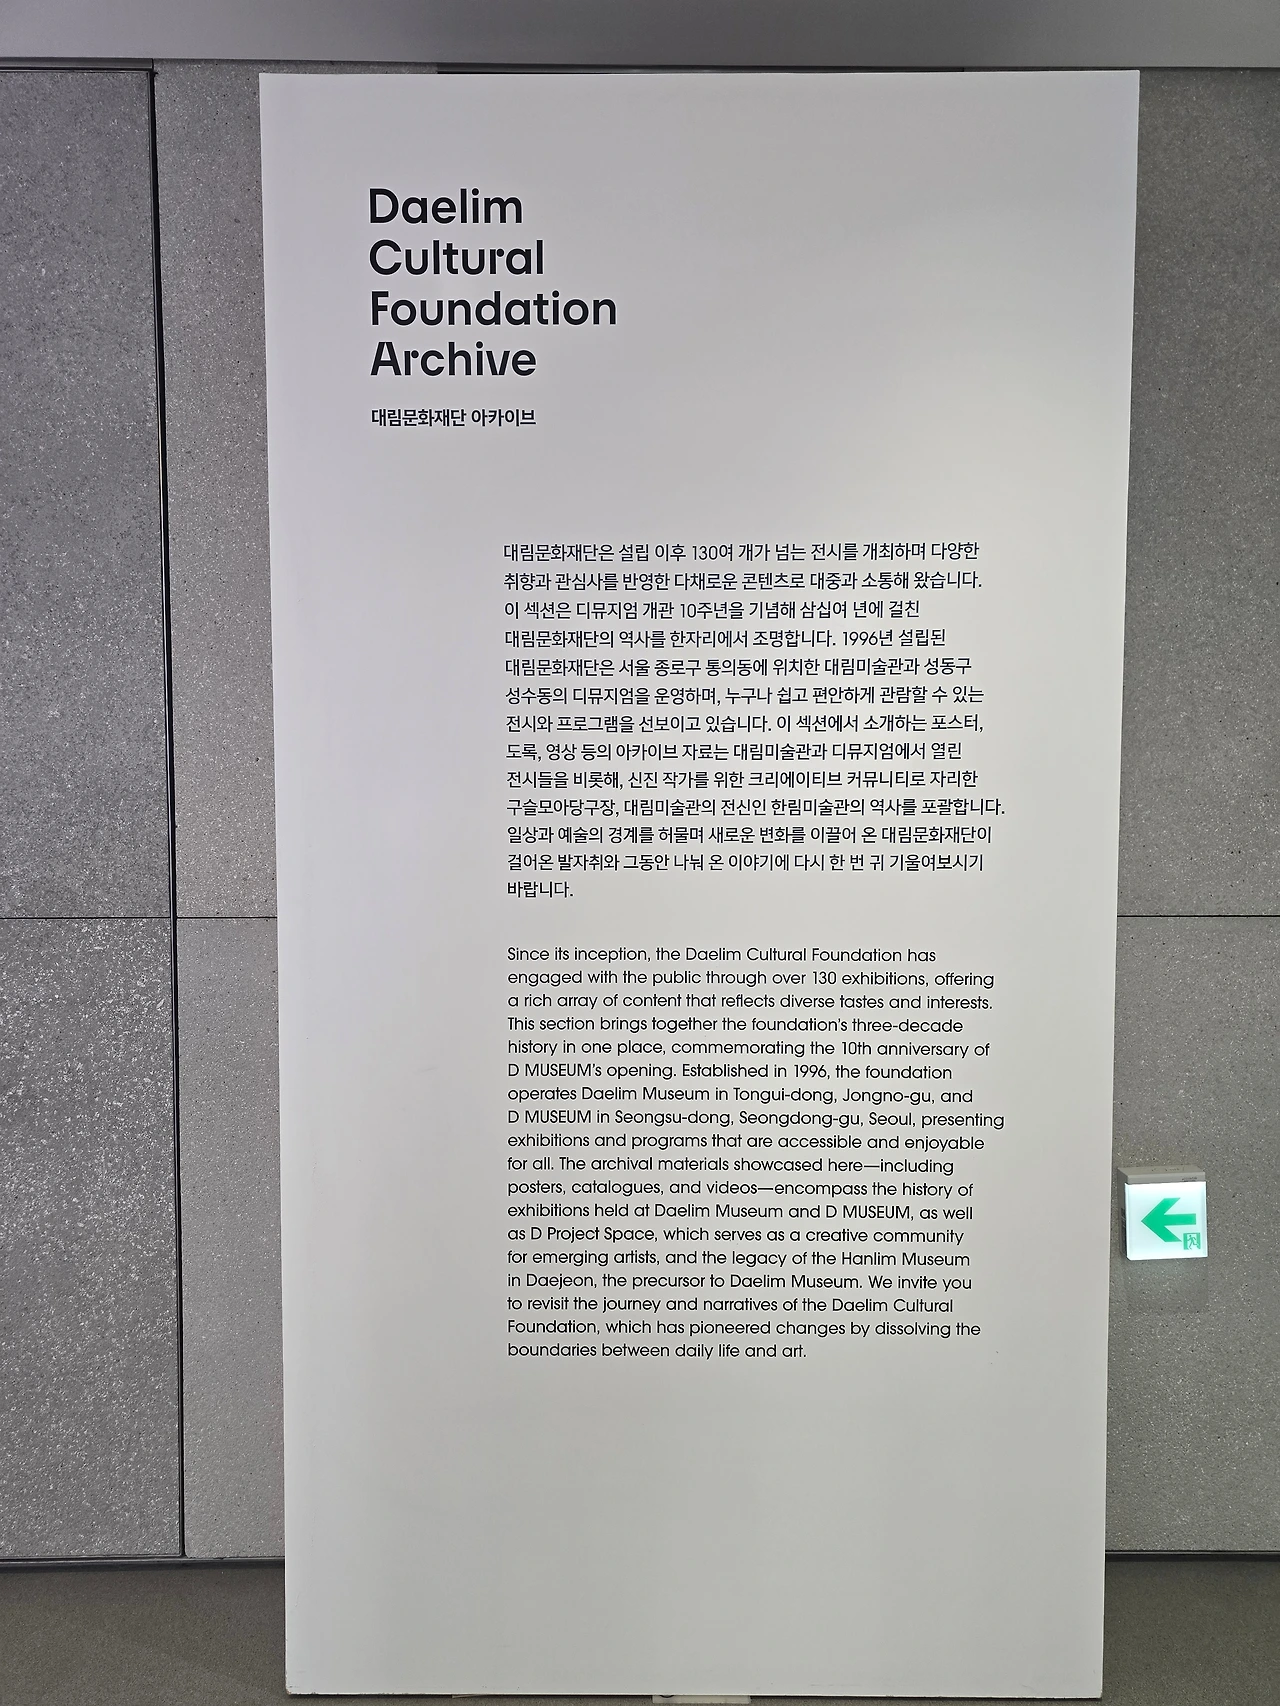 Daelim
Cultural
Foundation
Archive
대림문화재단 아카이브
대림문화재단은 설립 이후 130여 개가 넘는 전시를 개최하며 다양한
취향과 관심사를 반영한 다채로운 콘텐츠로 대중과 소통해 왔습니다.
이 섹션은 디뮤지엄 개관 10주년을 기념해 삼십여 년에 걸친
대림문화재단의 역사를 한자리에서 조명합니다. 1996년 설립된
대림문화재단은 서울 종로구 통의동에 위치한 대림미술관과 성동구
성수동의 디뮤지엄을 운영하며, 누구나 쉽고 편안하게 관람할 수 있는
전시와 프로그램을 선보이고 있습니다. 이 섹션에서 소개하는 포스터,
도록, 영상 등의 아카이브 자료는 대림미술관과 디뮤지엄에서 열린
전시들을 비롯해, 신진 작가를 위한 크리에이티브 커뮤니티로 자리한
구슬모아당구장, 대림미술관의 전신인 한림미술관의 역사를 포괄합니다.
일상과 예술의 경계를 허물며 새로운 변화를 이끌어 온 대림문화재단이
걸어온 발자취와 그동안 나눠 온 이야기에 다시 한 번 귀 기울여보시기
바랍니다.
Since its inception, the Daelim Cultural Foundation has
engaged with the public through over 130 exhibitions, offering
a rich array of content that reflects diverse tastes and interests.
This section brings together the foundation's three-decade
history in one place, commemorating the 10th anniversary of
D MUSEUM's opening. Established in 1996, the foundation
operates Daelim Museum in Tongui-dong, Jongno-gu, and
D MUSEUM in Seongsu-dong, Seongdong-gu, Seoul, presenting
exhibitions and programs that are accessible and enjoyable
for all. The archival materials showcased here—including
posters, catalogues, and videos—encompass the history of
exhibitions held at Daelim Museum and D MUSEUM, as well
as D Project Space, which serves as a creative community
for emerging artists, and the legacy of the Hanlim Museum
in Daejeon, the precursor to Daelim Museum. We invite you
to revisit the journey and narratives of the Daelim Cultural
Foundation, which has pioneered changes by dissolving the
boundaries between daily life and art.